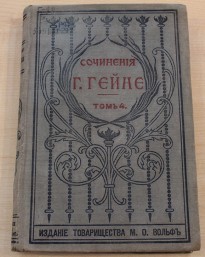 СОЧИНЕНІЯ
Г. ГЕЙНЕ
ТОМЪ 4.
ИЗДАНІЕ ТОВАРИЩЕСТВА М. О. ВОЛЬФЪ